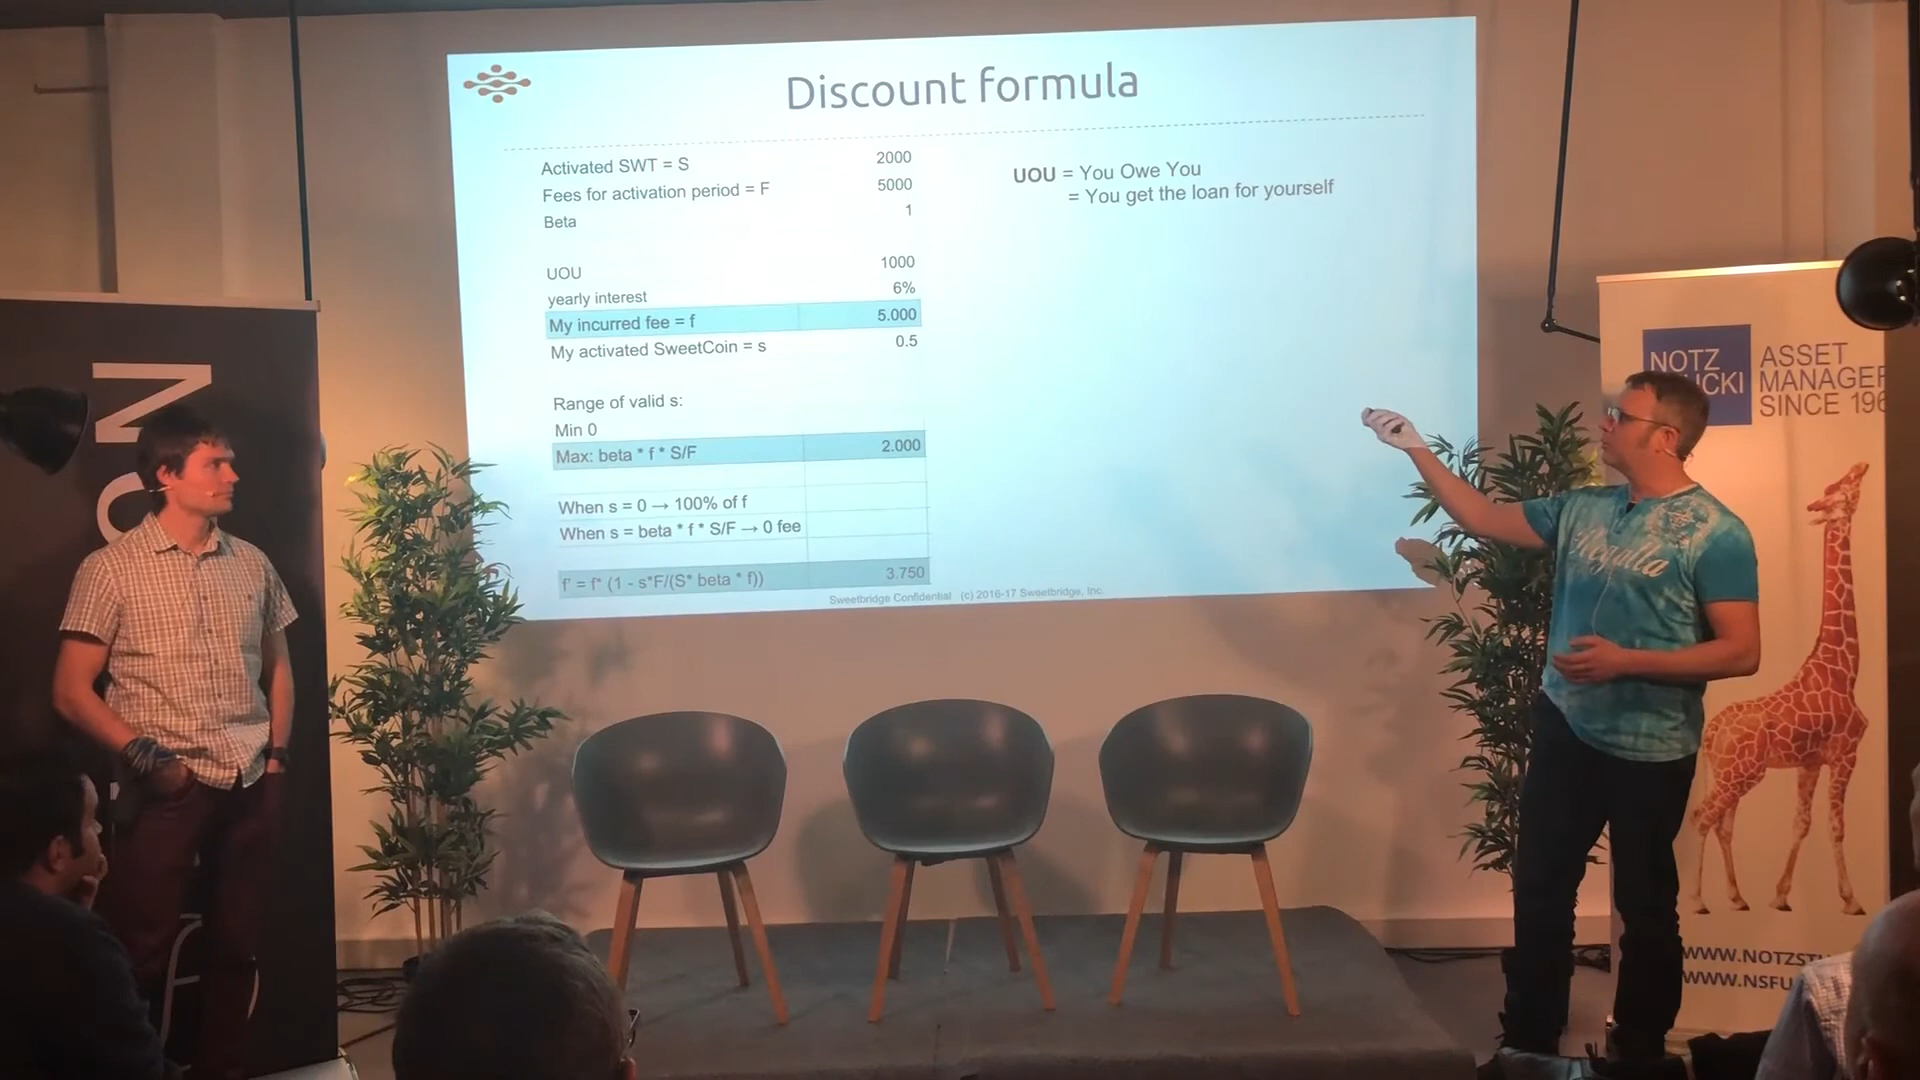 Discount formula
Activated SWT = S 2000
Fees for activation period = F 5000
Beta 1
UOU 1000
yearly interest 6%
My incurred fee = f 5.000
My activated SweetCoin = s 0.5
Range of valid s:
Min 0
Max: beta * f * S/F 2.000
When s = 0 → 100% of f
When s = beta * f * S/F → 0 fee
f' = f* (1 - s*F/(S* beta * f)) 3.750
UOU = You Owe You
= You get the loan for yourself
Sweetbridge Confidential (c) 2016-17 Sweetbridge, Inc.
NOTZ
ASSET
SINCE 196
WWW.NOTZST
WWW.NSFU